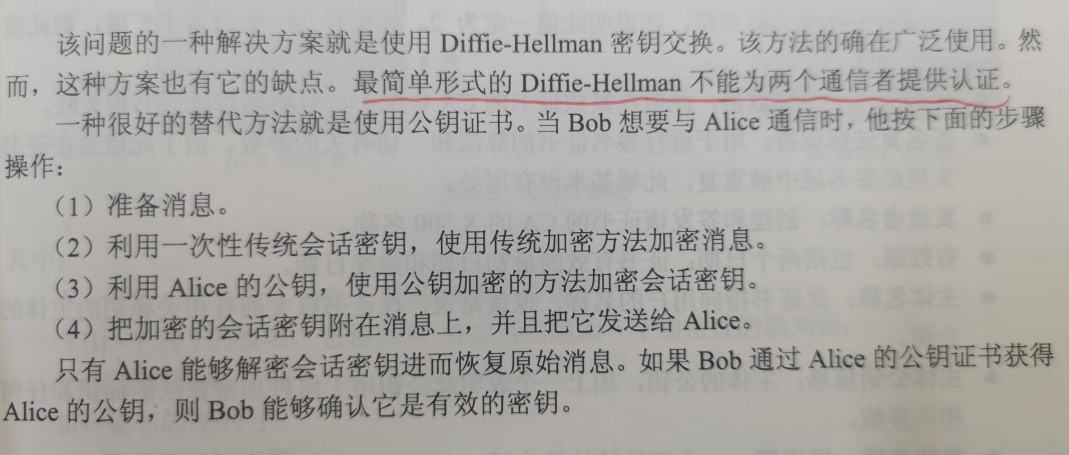 该问题的一种解决方案就是使用 Diffie-Hellman 密钥交换。该方法的确在广泛使用。然
而，这种方案也有它的缺点。最简单形式的 Diffie-Hellman 不能为两个通信者提供认证。
一种很好的替代方法就是使用公钥证书。当 Bob 想要与 Alice 通信时，他按下面的步骤
操作：
（1）准备消息。
（2）利用一次性传统会话密钥，使用传统加密方法加密消息。
（3）利用 Alice 的公钥，使用公钥加密的方法加密会话密钥。
（4）把加密的会话密钥附在消息上，并且把它发送给 Alice。
只有 Alice 能够解密会话密钥进而恢复原始消息。如果 Bob 通过 Alice 的公钥证书获得
Alice 的公钥，则 Bob 能够确认它是有效的密钥。